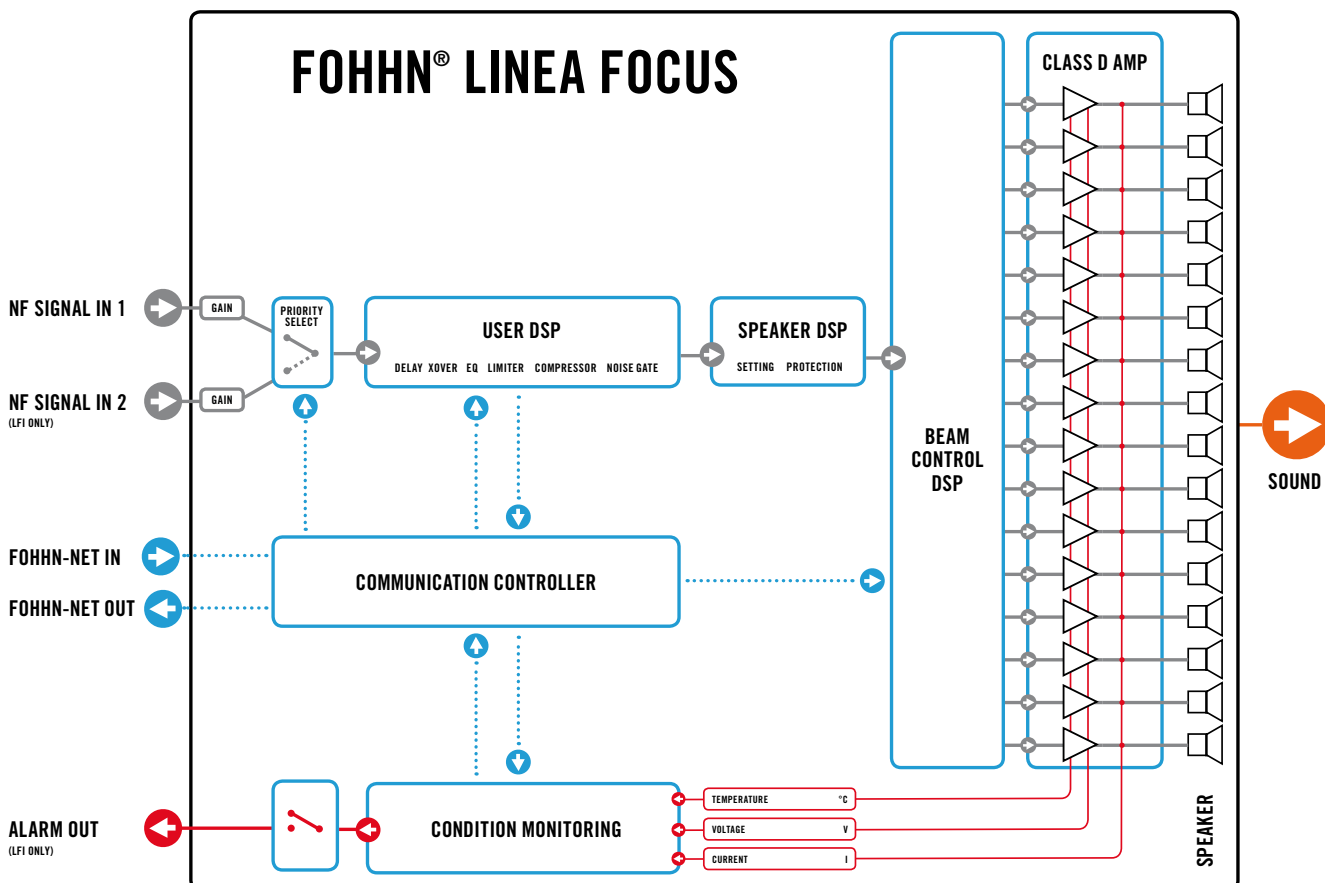 FOHHN® LINEA FOCUS
CLASS D AMP
NF SIGNAL IN 1
GAIN
PRIORITY
SELECT
USER DSP
DELAY XOVER EQ LIMITER COMPRESSOR NOISE GATE
SPEAKER DSP
SETTING PROTECTION
NF SIGNAL IN 2
(LFI ONLY)
GAIN
BEAM
CONTROL
DSP
SOUND
FOHHN-NET IN
FOHHN-NET OUT
COMMUNICATION CONTROLLER
ALARM OUT
(LFI ONLY)
CONDITION MONITORING
TEMPERATURE °C
VOLTAGE V
CURRENT I
SPEAKER